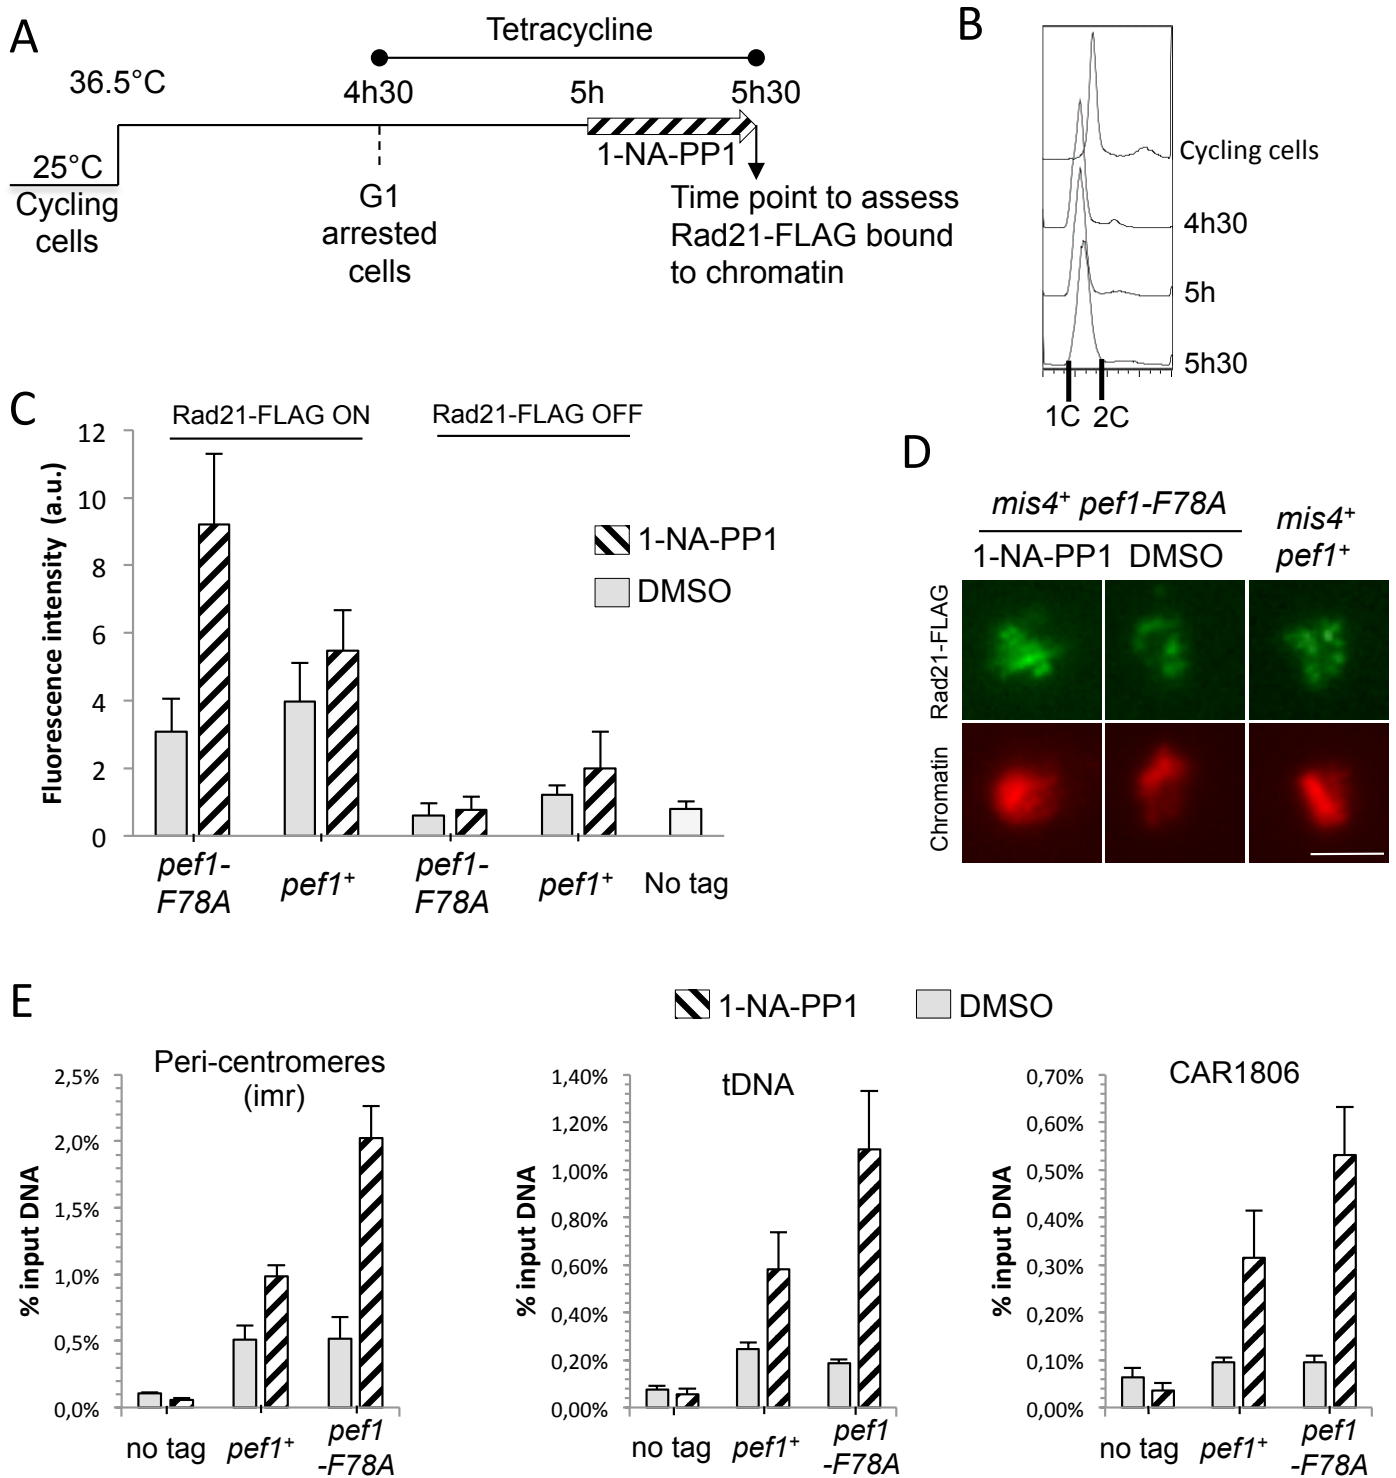 A
Tetracycline
36.5°C
4h30
5h
5h30
25°C
1-NA-PP1
Cycling
cells
G1
arrested
cells
Time point to assess
Rad21-FLAG bound
to chromatin
B
Cycling cells
4h30
5h
5h30
1C 2C
C
Rad21-FLAG ON
Rad21-FLAG OFF
Fluorescence intensity (a.u.)
12
10
8
6
4
2
0
1-NA-PP1
DMSO
pef1-
F78A
pef1+
pef1-
F78A
pef1+
No tag
D
mis4+ pef1-F78A
1-NA-PP1 DMSO
mis4+
pef1+
Rad21-FLAG
Chromatin
E
1-NA-PP1
DMSO
Peri-centromeres
(imr)
% input DNA
2,5%
2,0%
1,5%
1,0%
0,5%
0,0%
no tag
pef1+
pef1
-F78A
tDNA
% input DNA
1,40%
1,20%
1,00%
0,80%
0,60%
0,40%
0,20%
0,00%
no tag
pef1+
pef1
-F78A
CAR1806
% input DNA
0,70%
0,60%
0,50%
0,40%
0,30%
0,20%
0,10%
0,00%
no tag
pef1+
pef1
-F78A